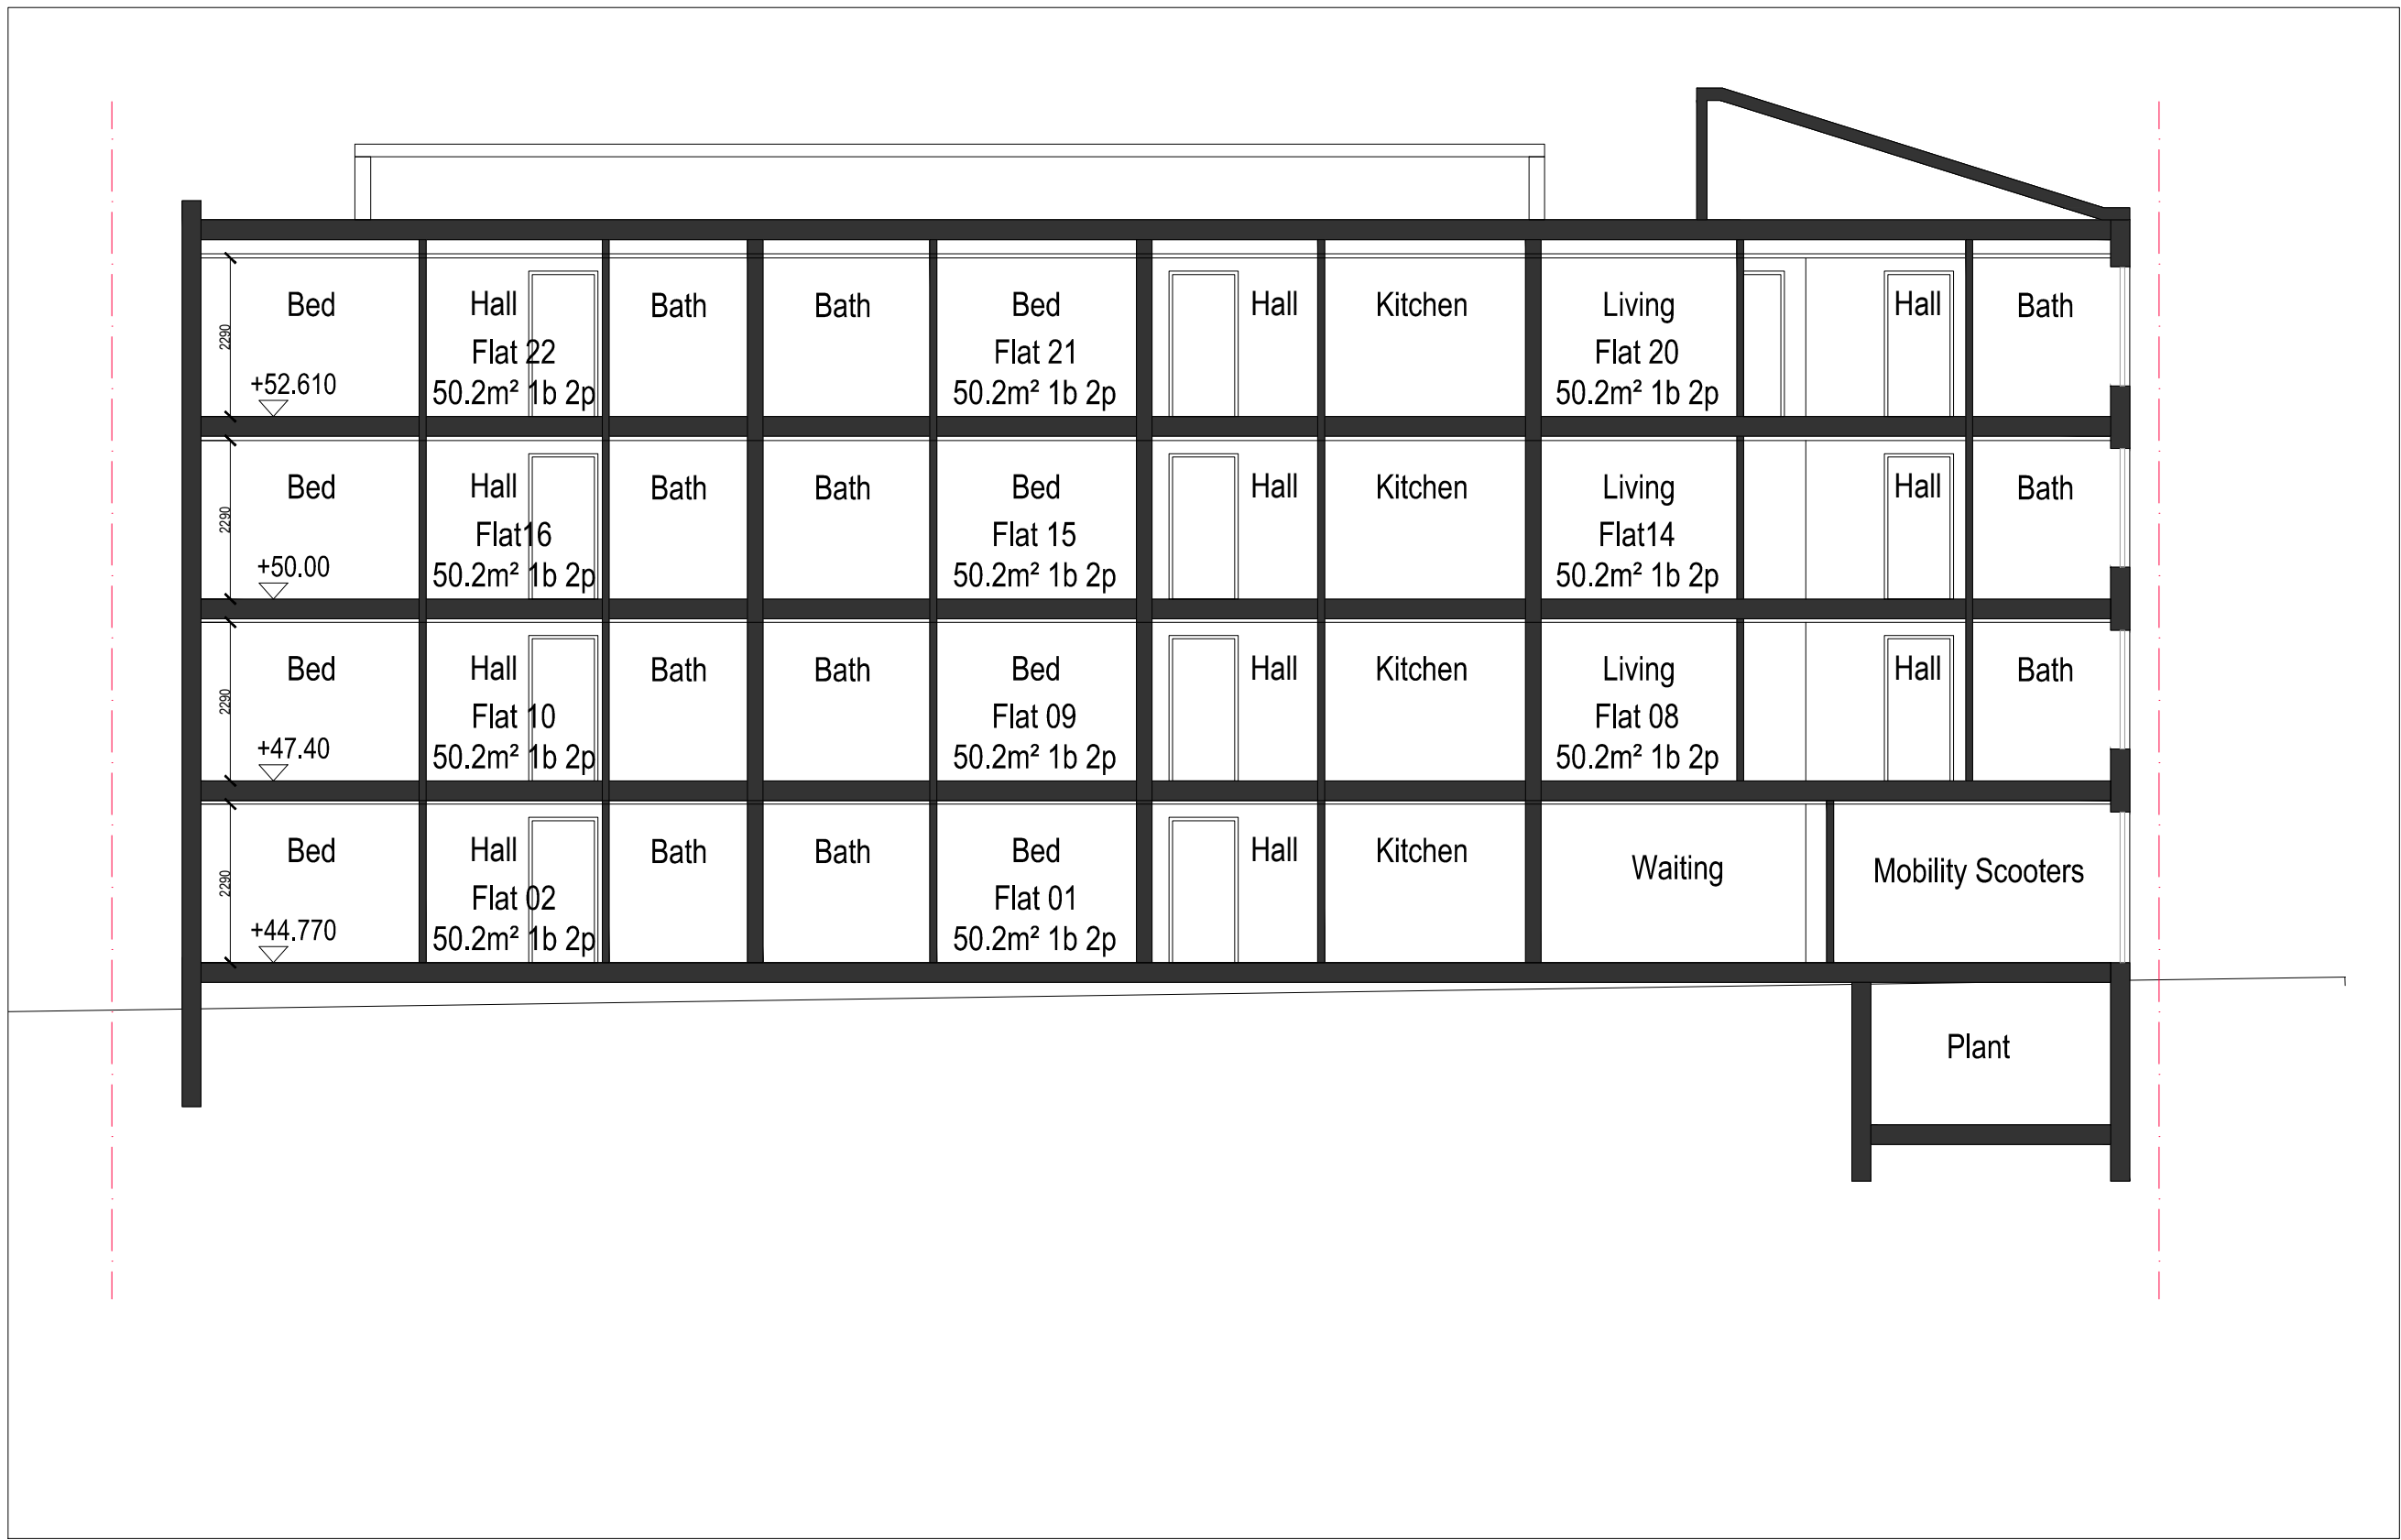 Bed Hall Bath Bath Bed Hall Kitchen Living Hall Bath
2290 Flat 22 Flat 21 Flat 20
+52.610 50.2m² 1b 2p 50.2m² 1b 2p 50.2m² 1b 2p
Bed Hall Bath Bath Bed Hall Kitchen Living Hall Bath
2290 Flat16 Flat 15 Flat14
+50.00 50.2m² 1b 2p 50.2m² 1b 2p 50.2m² 1b 2p
Bed Hall Bath Bath Bed Hall Kitchen Living Hall Bath
2290 Flat 10 Flat 09 Flat 08
+47.40 50.2m² 1b 2p 50.2m² 1b 2p 50.2m² 1b 2p
Bed Hall Bath Bath Bed Hall Kitchen Waiting Mobility Scooters
2290 Flat 02 Flat 01
+44.770 50.2m² 1b 2p 50.2m² 1b 2p
Plant